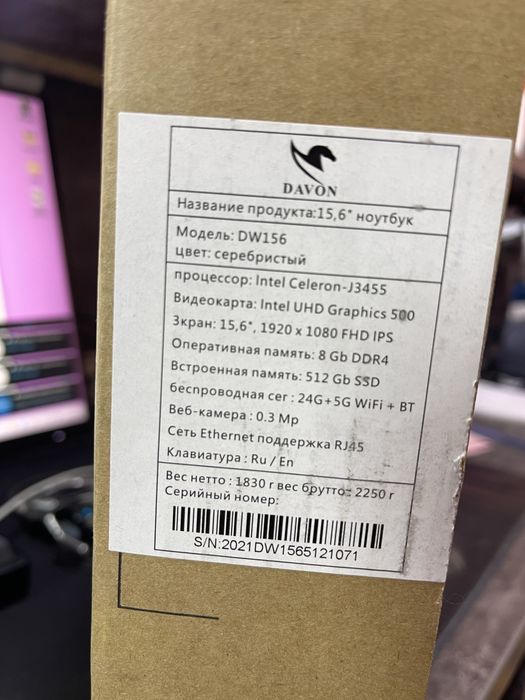 DAVON
Название продукта:15,6" ноутбук
Модель: DW156
цвет: серебристый
процессор: Intel Celeron-J3455
Видеокарта: Intel UHD Graphics 500
Зкран: 15,6", 1920 x 1080 FHD IPS
Оперативная память: 8 Gb DDR4
Встроенная память: 512 Gb SSD
беспроводная сег : 24G+5G WiFi + BT
Веб-камера : 0.3 Mp
Сеть Ethernet поддержка RJ45
Клавиатура : Ru / En
Вес нетто : 1830 г вес брутто: 2250 г
Серийный номер:
S/N:2021DW1565121071